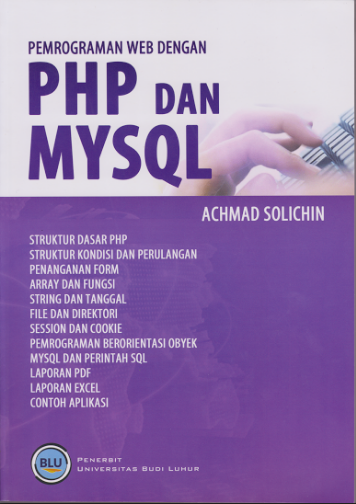 PEMROGRAMAN WEB DENGAN
PHP DAN
MYSQL
ACHMAD SOLICHIN
STRUKTUR DASAR PHP
STRUKTUR KONDISI DAN PERULANGAN
PENANGANAN FORM
ARRAY DAN FUNGSI
STRING DAN TANGGAL
FILE DAN DIREKTORI
SESSION DAN COOKIE
PEMROGRAMAN BERORIENTASI OBYEK
MYSQL DAN PERINTAH SQL
LAPORAN PDF
LAPORAN EXCEL
CONTOH APLIKASI
BLU
PENERBIT
UNIVERSITAS BUDI LUHUR